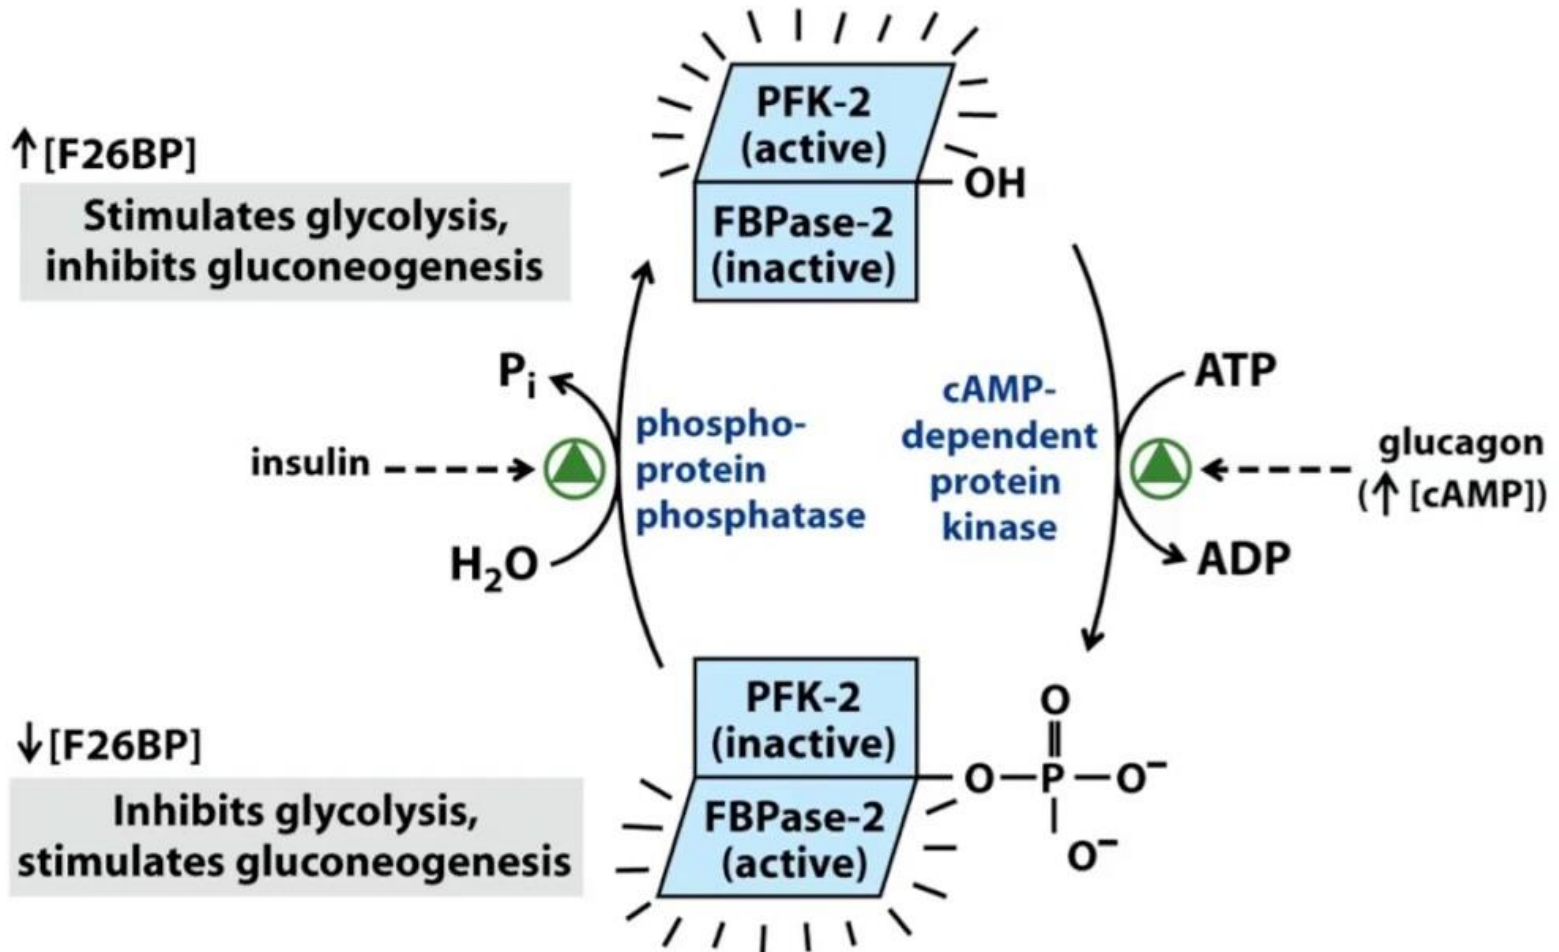 PFK-2
(active)
OH
FBPase-2
(inactive)
↑[F26BP]
Stimulates glycolysis,
inhibits gluconeogenesis
Pi
insulin
H₂O
phospho-
protein
phosphatase
cAMP-
dependent
protein
kinase
ATP
glucagon
(↑ [cAMP])
ADP
↓[F26BP]
Inhibits glycolysis,
stimulates gluconeogenesis
PFK-2
(inactive)
FBPase-2
(active)
O
O—P—O⁻
O⁻